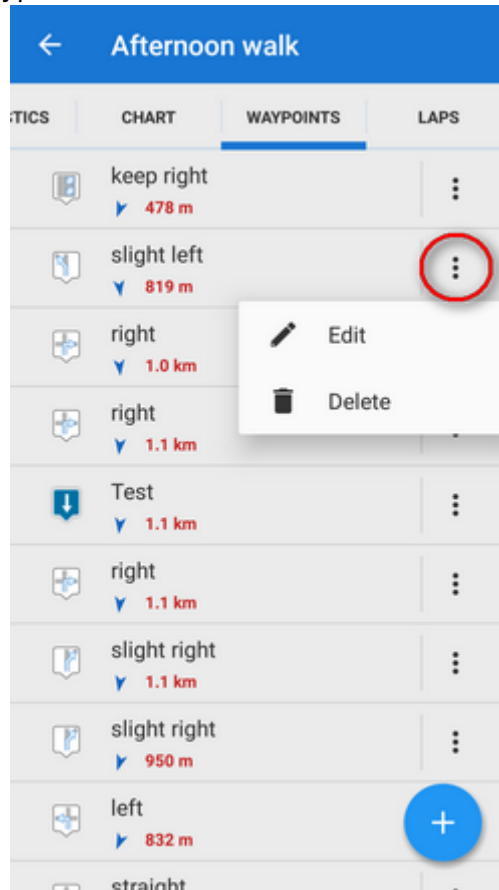 Afternoon walk
STICS CHART WAYPOINTS LAPS
keep right
478 m
slight left
819 m
right
1.0 km
Edit
right
1.1 km
Delete
Test
1.1 km
right
1.1 km
slight right
1.1 km
slight right
950 m
left
832 m
straight